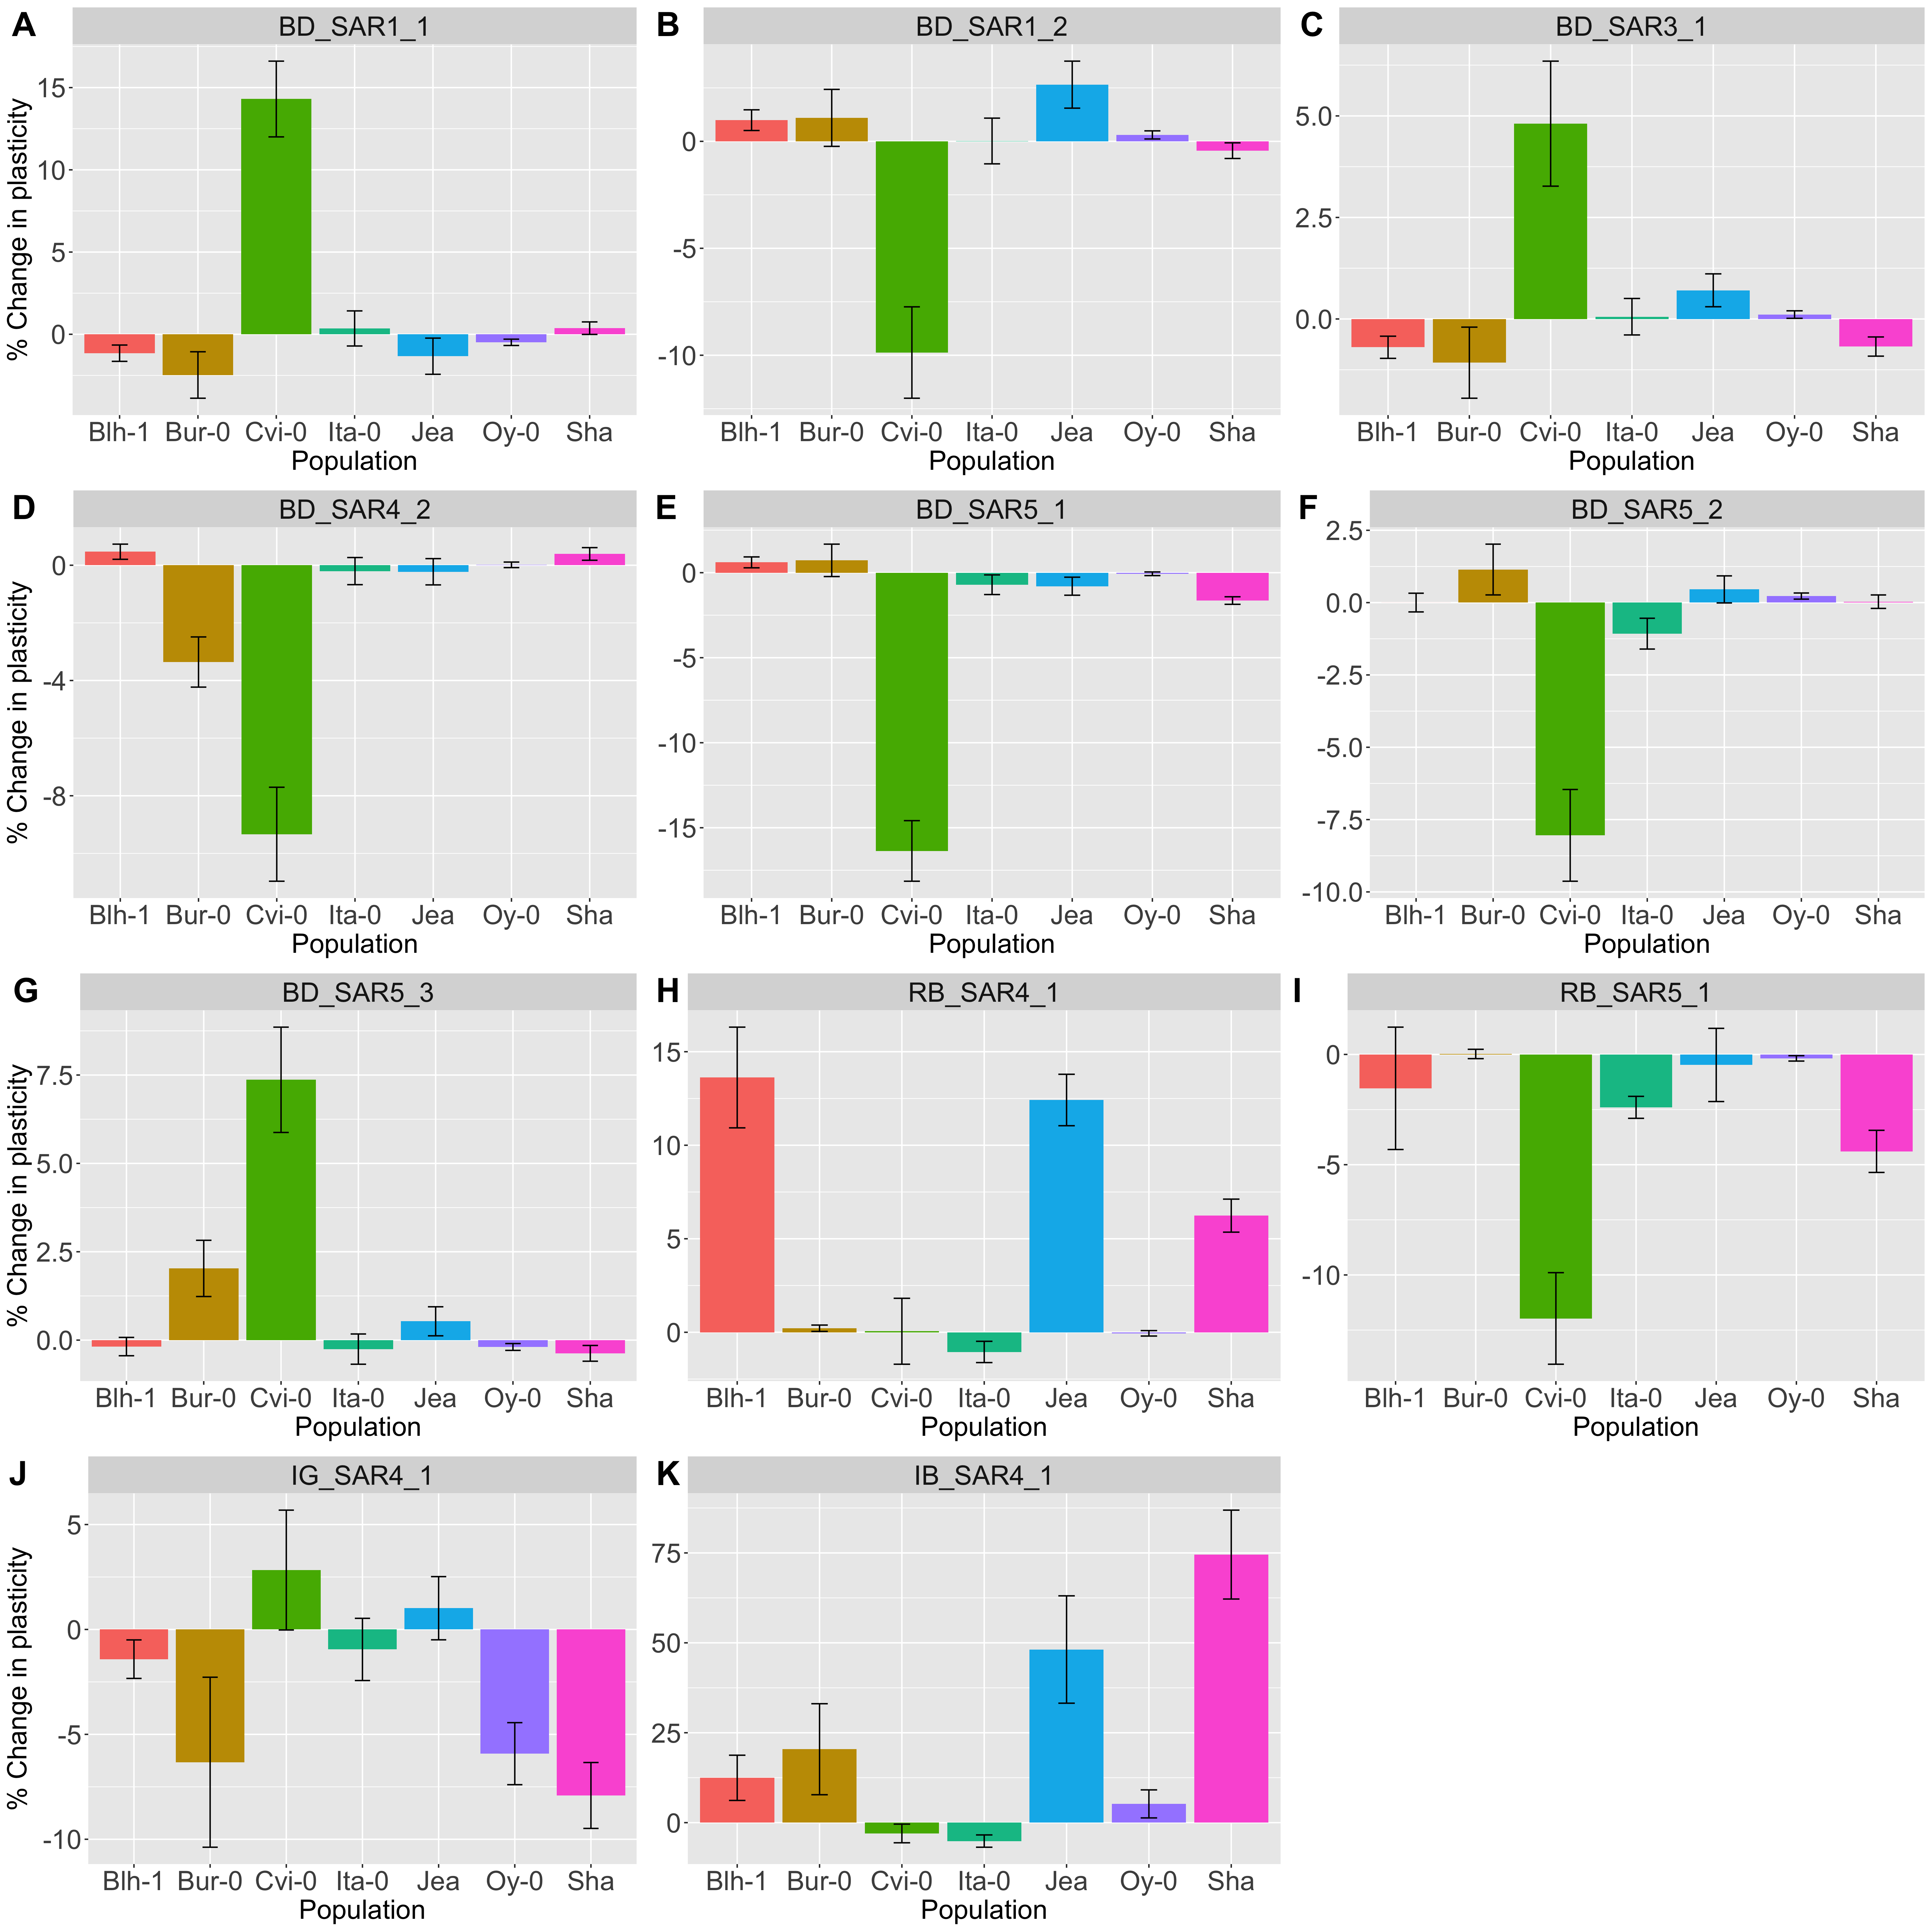 A BD_SAR1_1
% Change in plasticity
15
10
5
0
Blh-1 Bur-0 Cvi-0 Ita-0 Jea Oy-0 Sha
Population
B BD_SAR1_2
0
-5
-10
Blh-1 Bur-0 Cvi-0 Ita-0 Jea Oy-0 Sha
Population
C BD_SAR3_1
5.0
2.5
0.0
Blh-1 Bur-0 Cvi-0 Ita-0 Jea Oy-0 Sha
Population
D BD_SAR4_2
% Change in plasticity
0
-4
-8
Blh-1 Bur-0 Cvi-0 Ita-0 Jea Oy-0 Sha
Population
E BD_SAR5_1
0
-5
-10
-15
Blh-1 Bur-0 Cvi-0 Ita-0 Jea Oy-0 Sha
Population
F BD_SAR5_2
2.5
0.0
-2.5
-5.0
-7.5
-10.0
Blh-1 Bur-0 Cvi-0 Ita-0 Jea Oy-0 Sha
Population
G BD_SAR5_3
% Change in plasticity
7.5
5.0
2.5
0.0
Blh-1 Bur-0 Cvi-0 Ita-0 Jea Oy-0 Sha
Population
H RB_SAR4_1
15
10
5
0
Blh-1 Bur-0 Cvi-0 Ita-0 Jea Oy-0 Sha
Population
I RB_SAR5_1
0
-5
-10
Blh-1 Bur-0 Cvi-0 Ita-0 Jea Oy-0 Sha
Population
J IG_SAR4_1
% Change in plasticity
5
0
-5
-10
Blh-1 Bur-0 Cvi-0 Ita-0 Jea Oy-0 Sha
Population
K IB_SAR4_1
75
50
25
0
Blh-1 Bur-0 Cvi-0 Ita-0 Jea Oy-0 Sha
Population